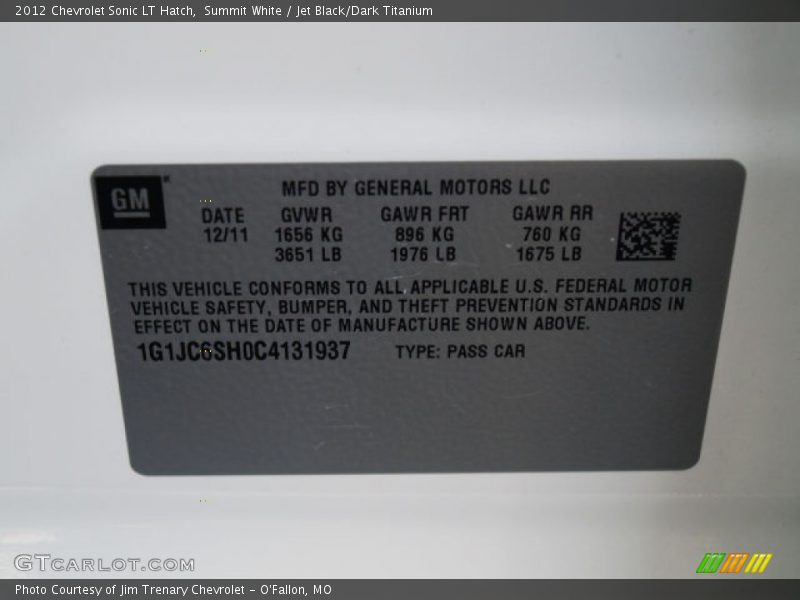 2012 Chevrolet Sonic LT Hatch,  Summit White / Jet Black/Dark Titanium
GM
MFD BY GENERAL MOTORS LLC
DATE GVWR GAWR FRT GAWR RR
12/11 1656 KG 896 KG 760 KG
3651 LB 1976 LB 1675 LB
THIS VEHICLE CONFORMS TO ALL APPLICABLE U.S. FEDERAL MOTOR
VEHICLE SAFETY, BUMPER, AND THEFT PREVENTION STANDARDS IN
EFFECT ON THE DATE OF MANUFACTURE SHOWN ABOVE.
1G1JC6SH0C4131937 TYPE: PASS CAR
GTCARLOT.COM
Photo Courtesy of Jim Trenary Chevrolet - O'Fallon, MO